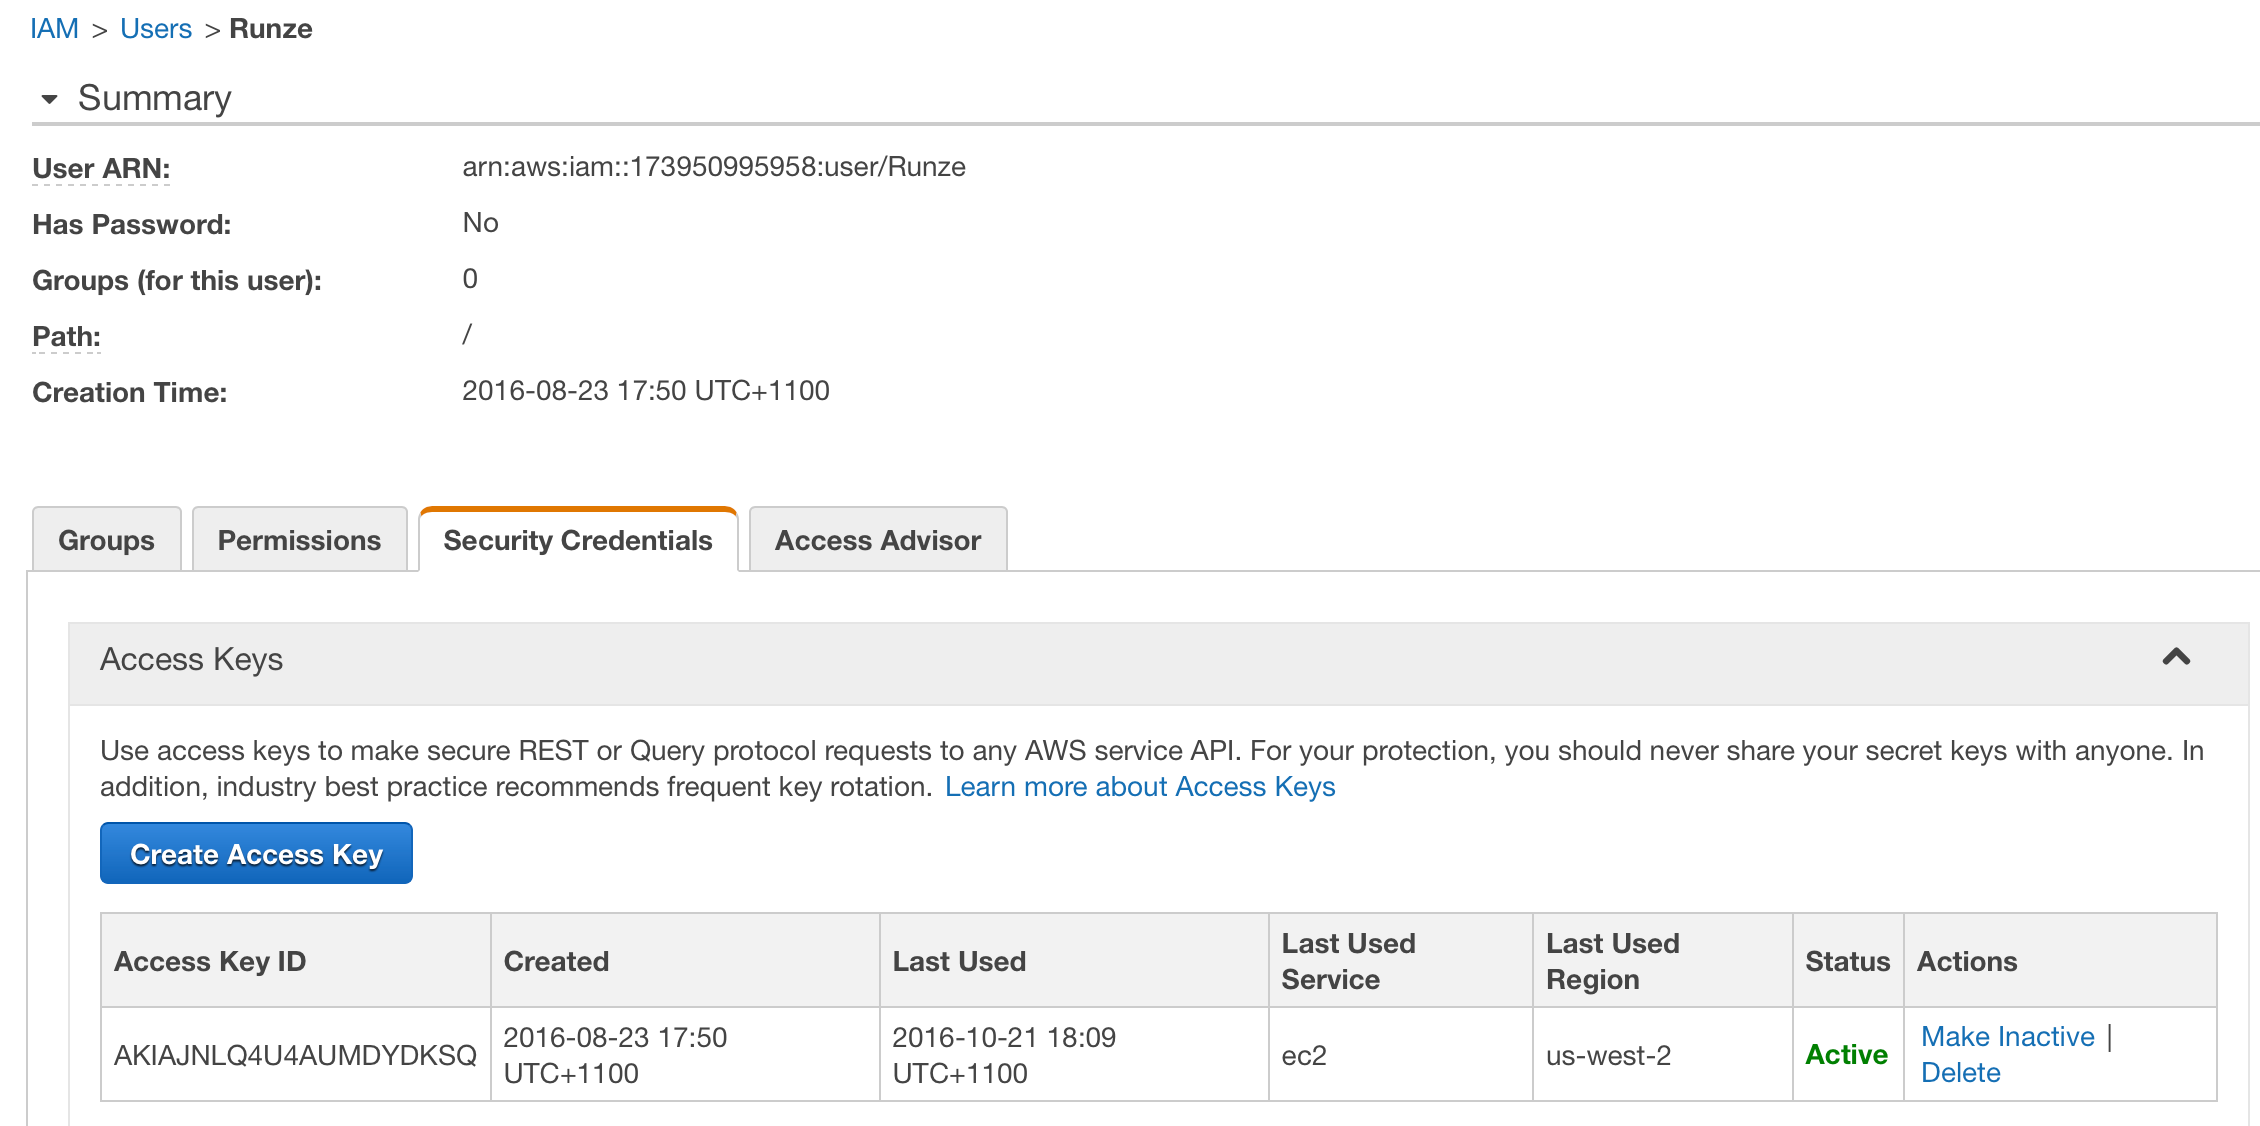 IAM > Users > Runze
Summary
User ARN: arn:aws:iam::173950995958:user/Runze
Has Password: No
Groups (for this user): 0
Path: /
Creation Time: 2016-08-23 17:50 UTC+1100
Groups Permissions Security Credentials Access Advisor
Access Keys
Use access keys to make secure REST or Query protocol requests to any AWS service API. For your protection, you should never share your secret keys with anyone. In
addition, industry best practice recommends frequent key rotation. Learn more about Access Keys
Create Access Key
Access Key ID Created Last Used Last Used Service Last Used Region Status Actions
AKIAJNLQ4U4AUMDYDKSQ 2016-08-23 17:50 UTC+1100 2016-10-21 18:09 UTC+1100 ec2 us-west-2 Active Make Inactive | Delete